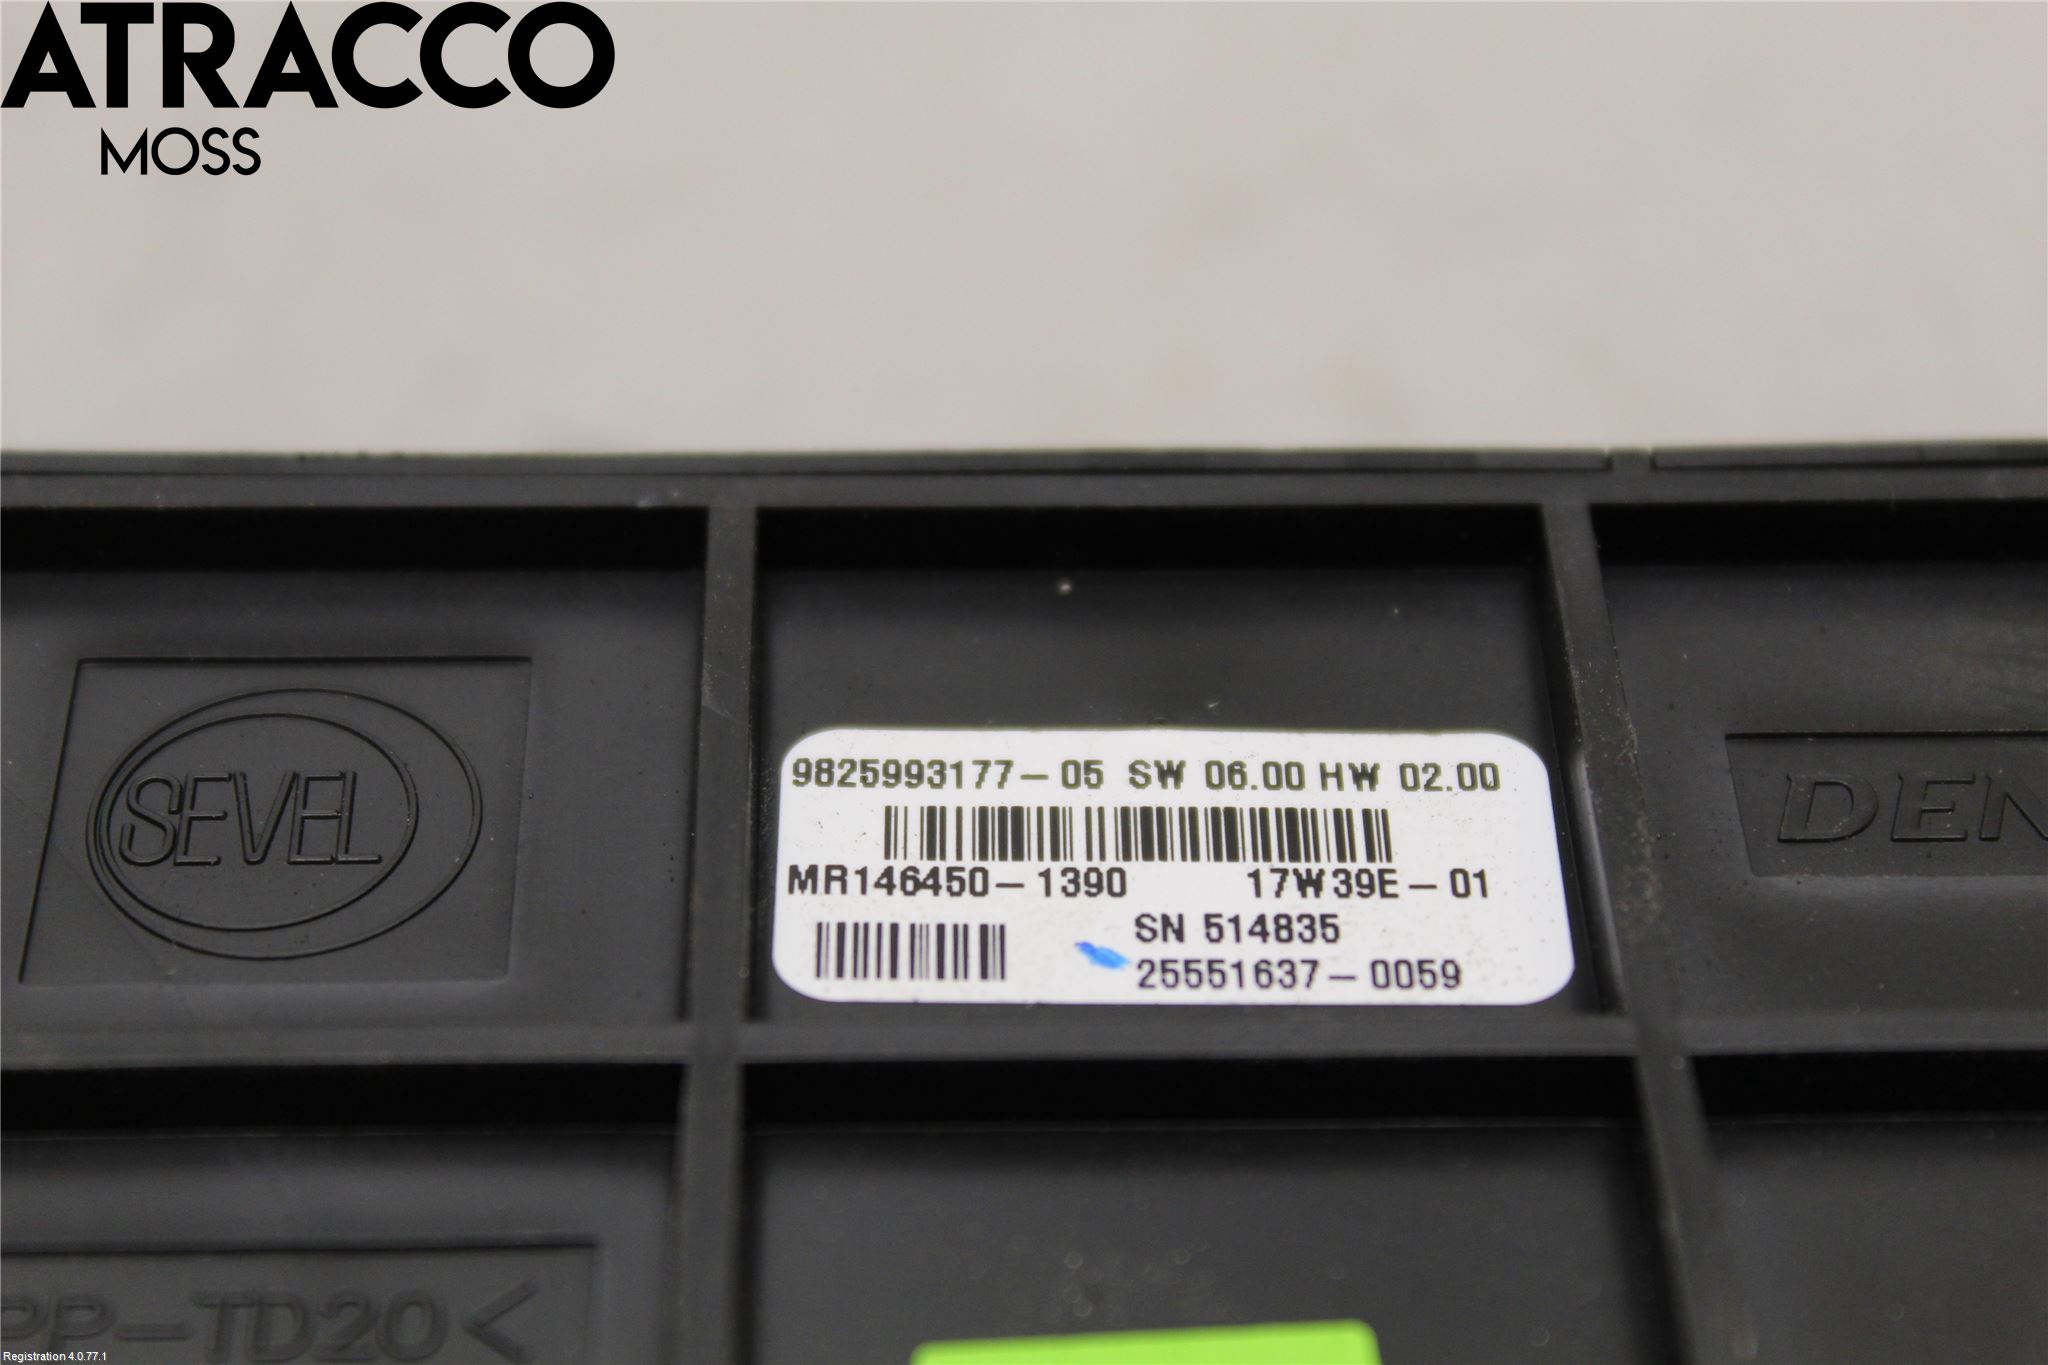 ATRACCO
MOSS
SEVEL
9825993177-05 SW 06.00 HW 02.00
MR146450-1390 17W39E-01
SN 514835
25551637-0059
DEN
PP-TD20<
Registration 4.0.77.1